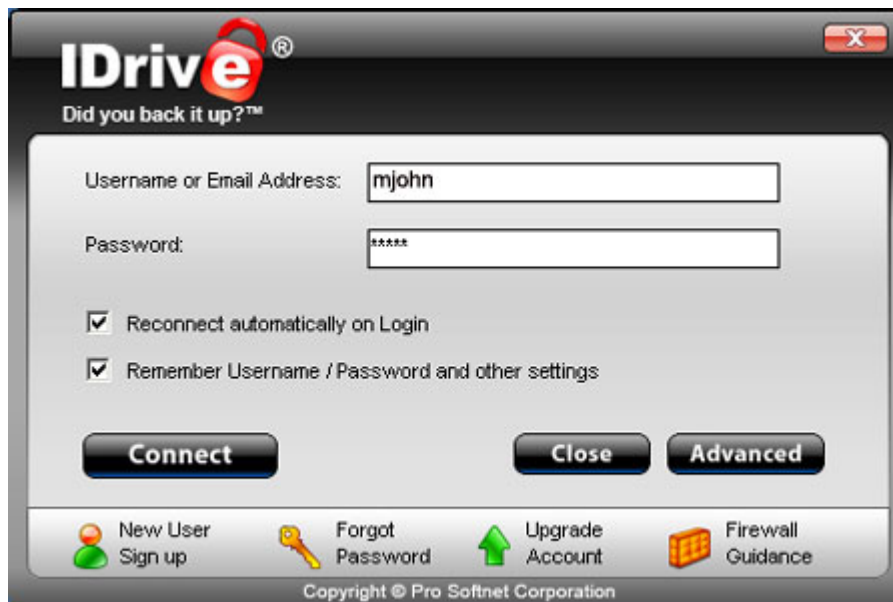 IDrive®
X
Did you back it up?™
Username or Email Address: mjohn
Password: *****
Reconnect automatically on Login
Remember Username / Password and other settings
Connect Close Advanced
New User Forgot Upgrade Firewall
Sign up Password Account Guidance
Copyright © Pro Softnet Corporation